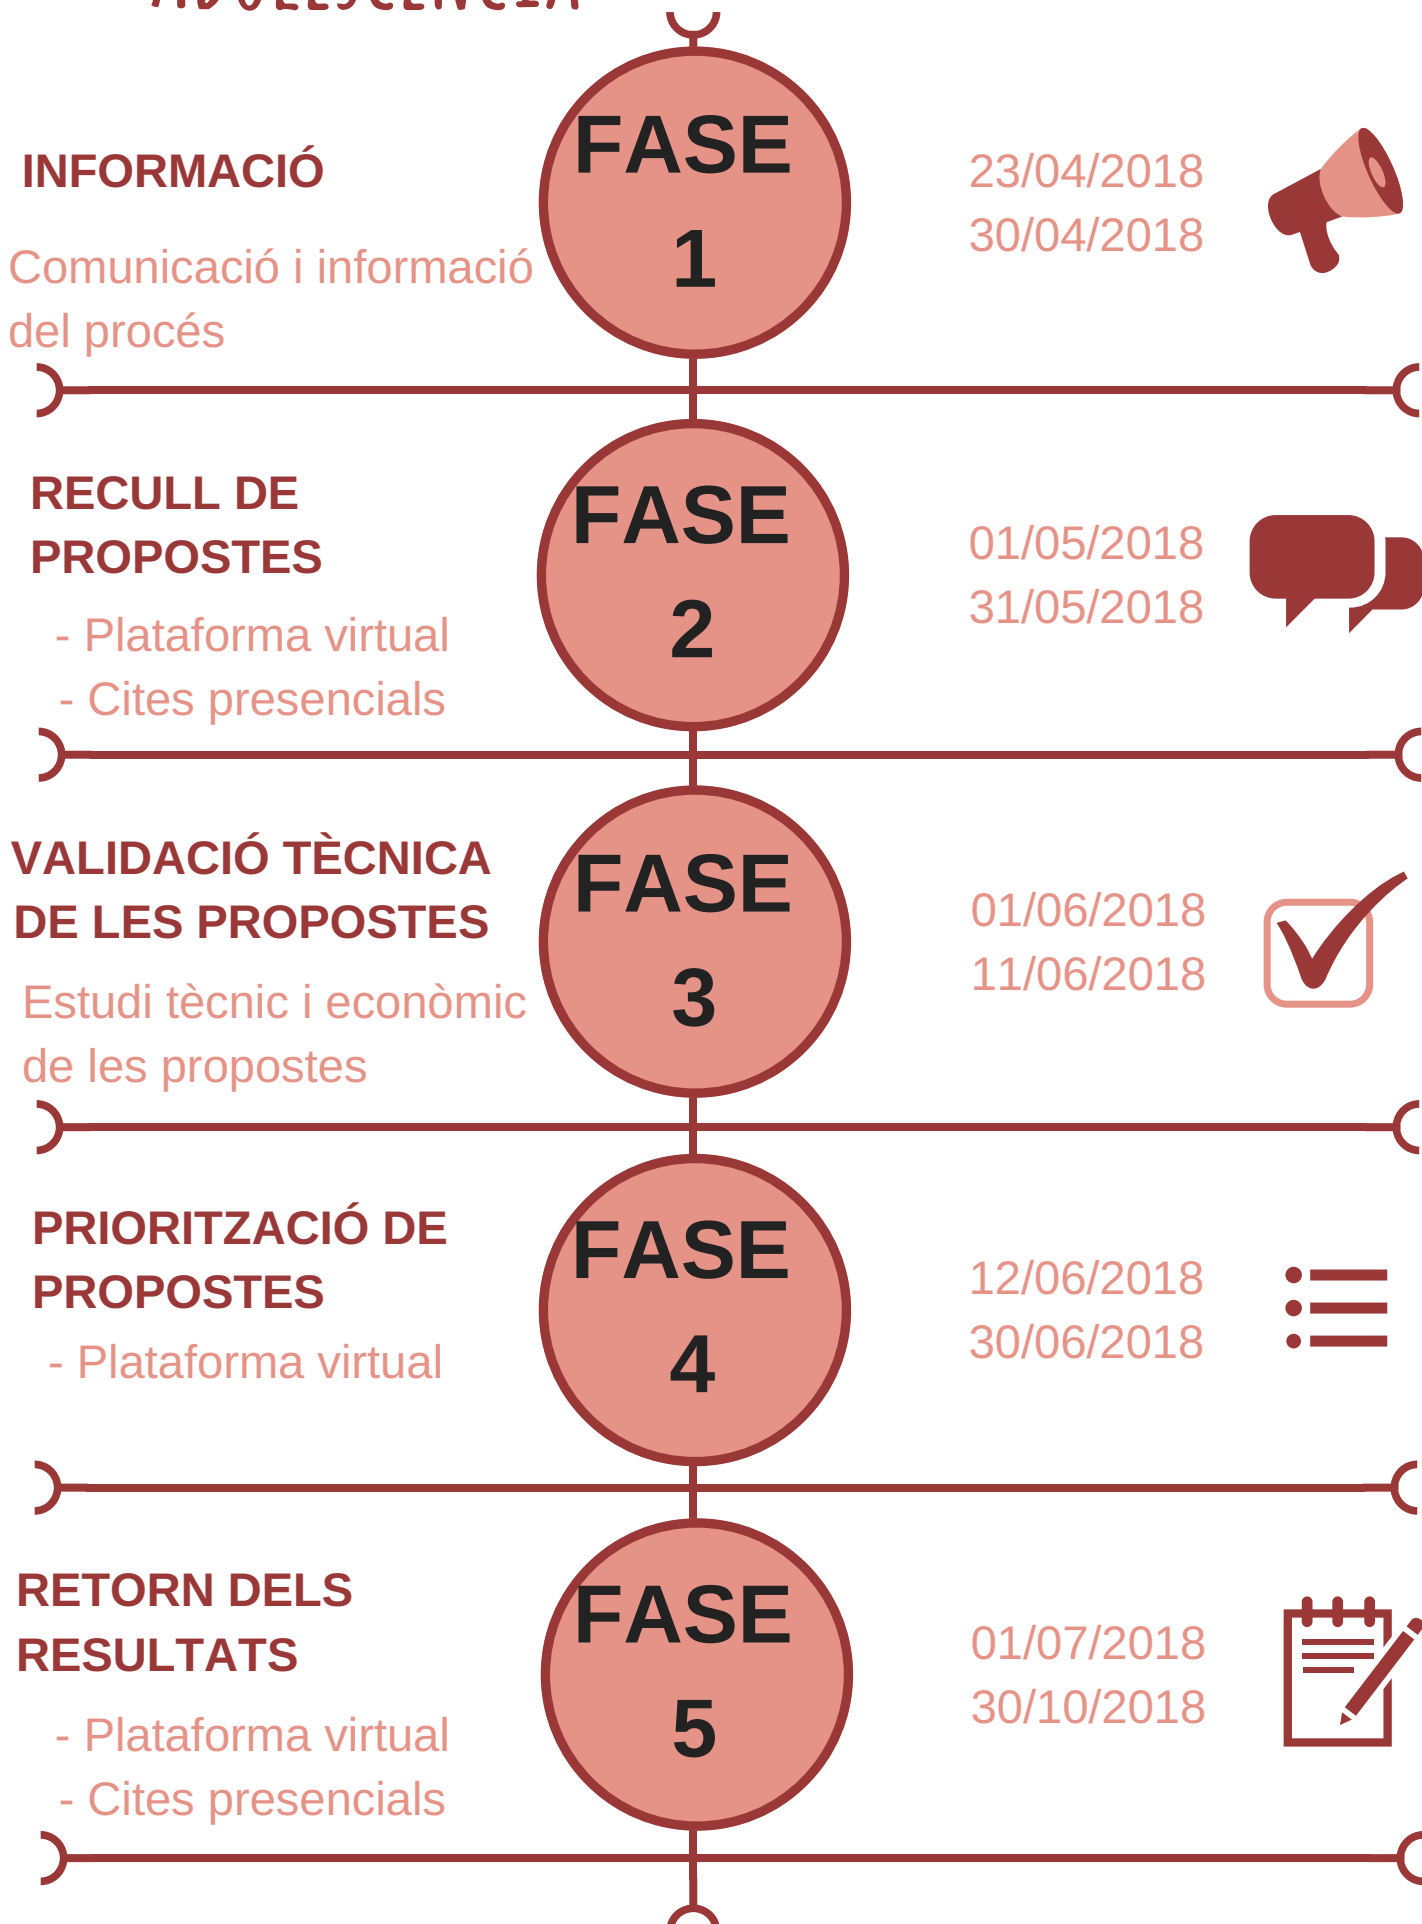 INFORMACIÓ
Comunicació i informació
del procés
FASE
1
23/04/2018
30/04/2018
RECULL DE
PROPOSTES
- Plataforma virtual
- Cites presencials
FASE
2
01/05/2018
31/05/2018
VALIDACIÓ TÈCNICA
DE LES PROPOSTES
Estudi tècnic i econòmic
de les propostes
FASE
3
01/06/2018
11/06/2018
PRIORITZACIÓ DE
PROPOSTES
- Plataforma virtual
FASE
4
12/06/2018
30/06/2018
RETORN DELS
RESULTATS
- Plataforma virtual
- Cites presencials
FASE
5
01/07/2018
30/10/2018